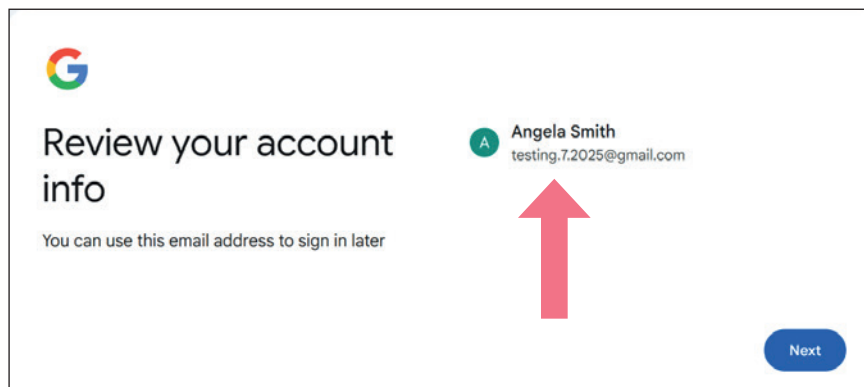 Review your account
info
You can use this email address to sign in later
A
Angela Smith
testing.7.2025@gmail.com
Next